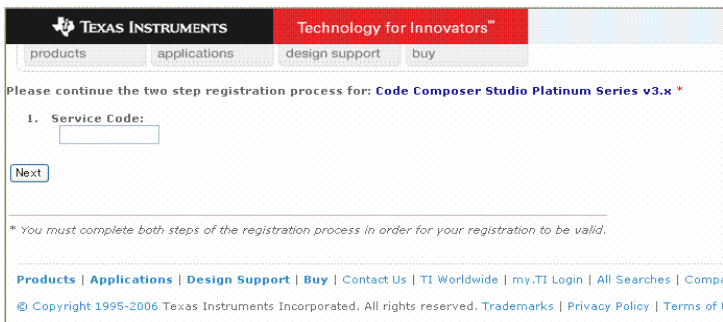 TEXAS INSTRUMENTS Technology for Innovators™
products applications design support buy
Please continue the two step registration process for: Code Composer Studio Platinum Series v3.x *
1. Service Code:
Next
* You must complete both steps of the registration process in order for your registration to be valid.
Products | Applications | Design Support | Buy | Contact Us | TI Worldwide | my.TI Login | All Searches |
© Copyright 1995-2006 Texas Instruments Incorporated. All rights reserved. Trademarks | Privacy Policy | Terms of